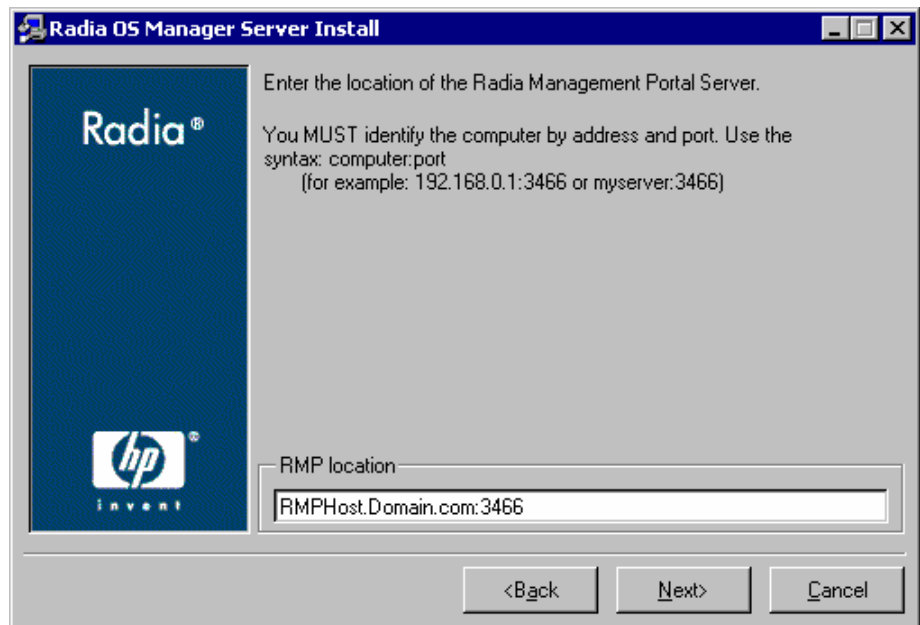 Radia OS Manager Server Install
Radia®
Enter the location of the Radia Management Portal Server.
You MUST identify the computer by address and port. Use the
syntax: computer:port
(for example: 192.168.0.1:3466 or myserver:3466)
hp®
invent
RMP location
RMPHost.Domain.com:3466
<Back
Next>
Cancel